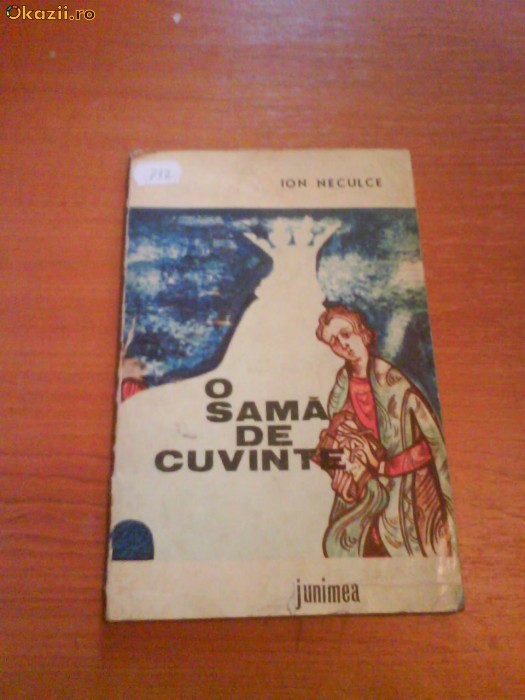 Okazii.ro
ION NECULCE
O
SAMĂ
DE
CUVINTE
junimea